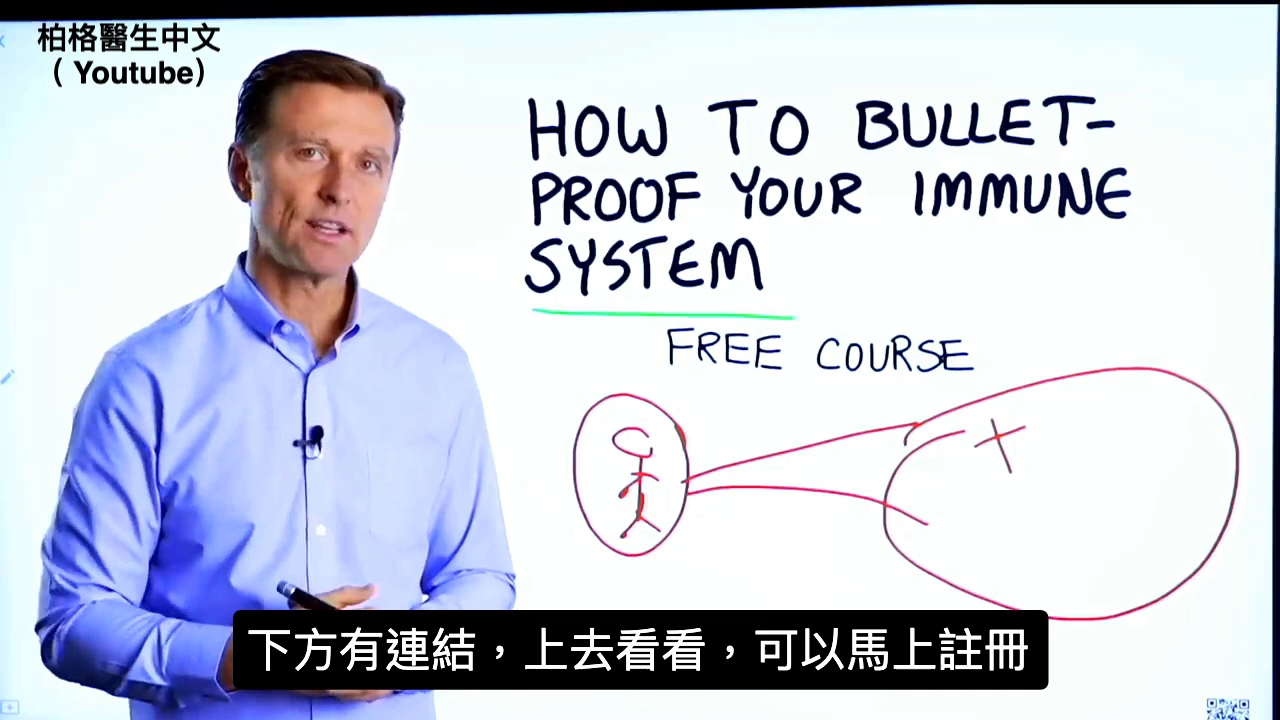 柏格醫生中文
（Youtube）
HOW TO BULLET-
PROOF YOUR IMMUNE
SYSTEM
FREE COURSE
下方有連結，上去看看，可以馬上註冊